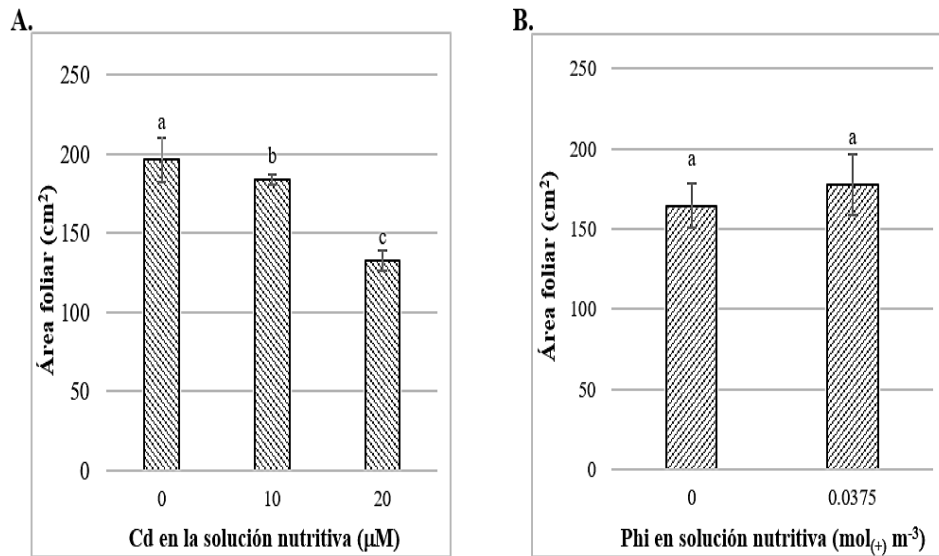 A.
Área foliar (cm²)
250
200
150
100
50
0
a
b
c
0 10 20
Cd en la solución nutritiva (μM)
B.
Área foliar (cm²)
250
200
150
100
50
0
a
a
0 0.0375
Phi en solución nutritiva (mol₍₊₎ m⁻³)